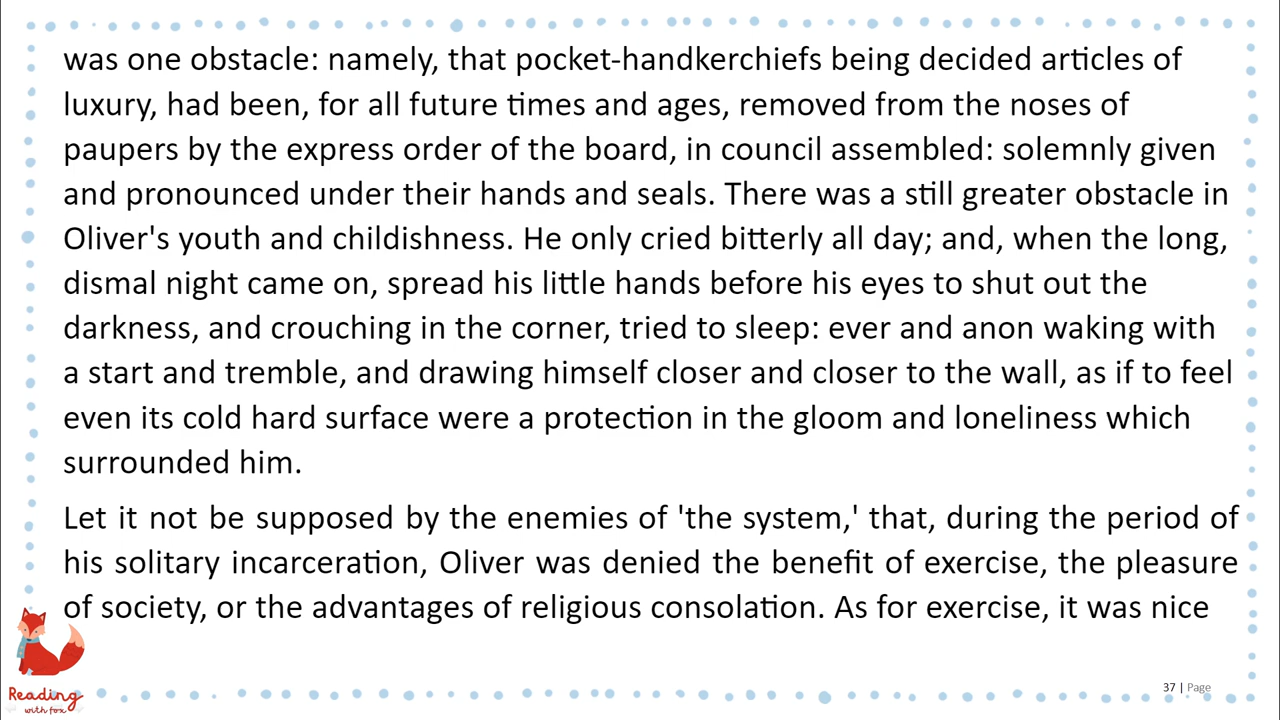 was one obstacle: namely, that pocket-handkerchiefs being decided articles of
luxury, had been, for all future times and ages, removed from the noses of
paupers by the express order of the board, in council assembled: solemnly given
and pronounced under their hands and seals. There was a still greater obstacle in
Oliver's youth and childishness. He only cried bitterly all day; and, when the long,
dismal night came on, spread his little hands before his eyes to shut out the
darkness, and crouching in the corner, tried to sleep: ever and anon waking with
a start and tremble, and drawing himself closer and closer to the wall, as if to feel
even its cold hard surface were a protection in the gloom and loneliness which
surrounded him.
Let it not be supposed by the enemies of 'the system,' that, during the period of
his solitary incarceration, Oliver was denied the benefit of exercise, the pleasure
of society, or the advantages of religious consolation. As for exercise, it was nice
Reading
with fox
37 | Page